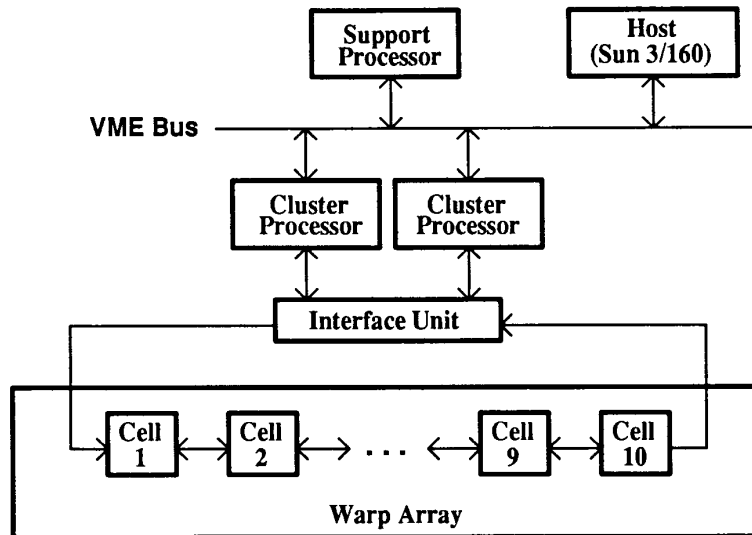 Support
Processor
Host
(Sun 3/160)
VME Bus
Cluster
Processor
Cluster
Processor
Interface Unit
Cell
1
Cell
2
. . .
Cell
9
Cell
10
Warp Array